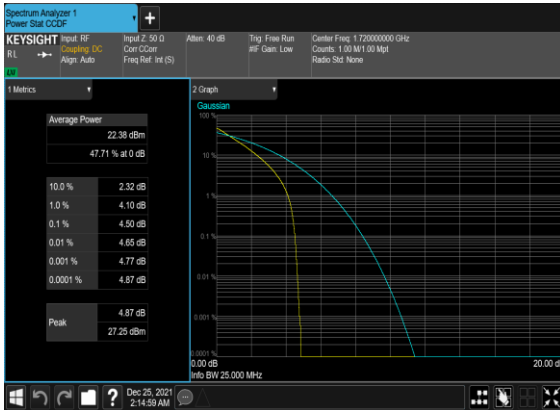 Spectrum Analyzer 1
Power Stat CCDF
+
KEYSIGHT
RL
Input: RF
Coupling: DC
Align: Auto
Input Z: 50 Ω
Corr CCorr
Freq Ref: Int (S)
Atten: 40 dB
Trig: Free Run
#IF Gain: Low
Center Freq: 1.720000000 GHz
Counts: 1.00 M/1.00 Mpt
Radio Std: None
1 Metrics
Average Power
22.38 dBm
47.71 % at 0 dB
10.0 % 2.32 dB
1.0 % 4.10 dB
0.1 % 4.50 dB
0.01 % 4.65 dB
0.001 % 4.77 dB
0.0001 % 4.87 dB
Peak
4.87 dB
27.25 dBm
2 Graph
Gaussian
100 %
10 %
1 %
0.1 %
0.01 %
0.001 %
0.0001 %
0.00 dB
20.00 d
Info BW 25.000 MHz
?
Dec 25, 2021
2:14:59 AM